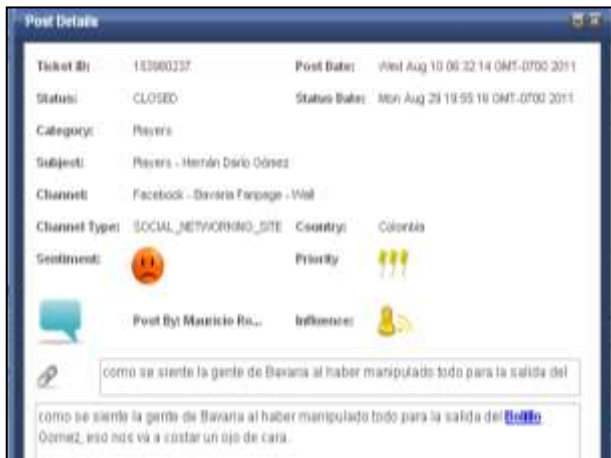 Post Details
Ticket ID: 153980237 Post Date: Wed Aug 10 06:32:14 GMT-0700 2011
Status: CLOSED Status Date: Mon Aug 29 19:55:16 GMT-0700 2011
Category: Players
Subject: Players - Hernán Darío Gómez
Channel: Facebook - Bavaria Fanpage - Wall
Channel Type: SOCIAL_NETWORKING_SITE Country: Colombia
Sentiment: Priority
Post By: Mauricio Ro... Influence:
como se siente la gente de Bavaria al haber manipulado todo para la salida del
como se siente la gente de Bavaria al haber manipulado todo para la salida del Bolillo
Gomez, eso nos va a costar un ojo de cara.